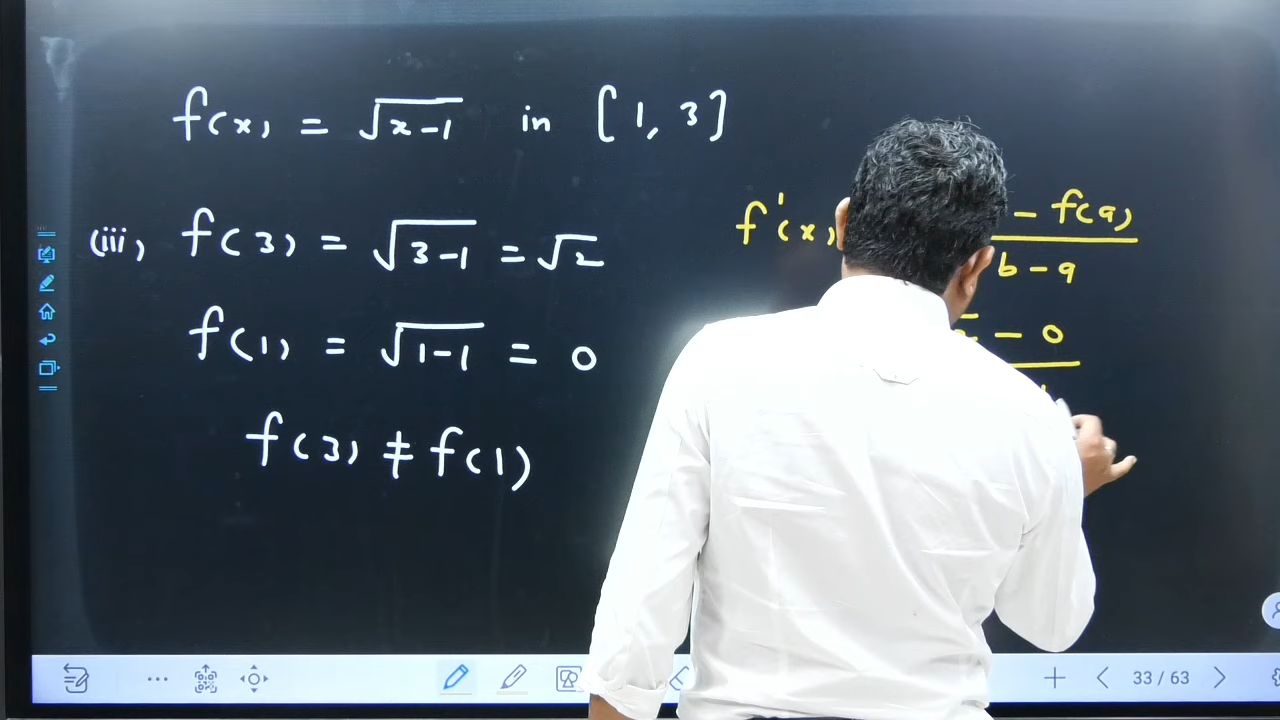 f(x) = √(x-1) in [1, 3]
(iii) f(3) = √(3-1) = √2
f(1) = √(1-1) = 0
f(3) ≠ f(1)
f'(x)
- f(a)
b - a
- 0
33 / 63